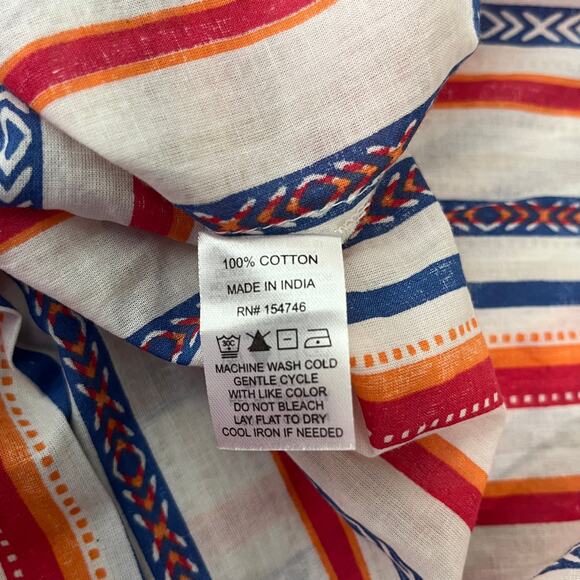 100% COTTON
MADE IN INDIA
RN# 154746
30C
MACHINE WASH COLD
GENTLE CYCLE
WITH LIKE COLOR
DO NOT BLEACH
LAY FLAT TO DRY
COOL IRON IF NEEDED